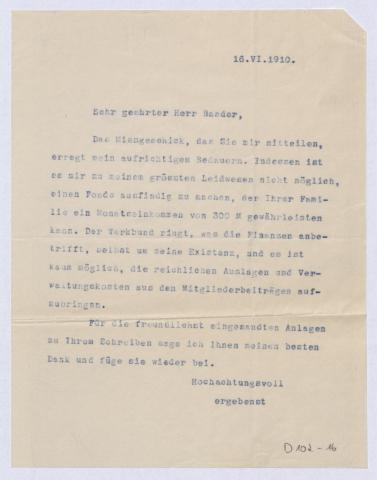 16.VI.1910.
Sehr geehrter Herr Sander,
Das Missgeschick, das Sie mir mitteilen,
erregt mein aufrichtiges Bedauern. Indessen ist
es mir zu meinem grössten Leidwesen nicht möglich,
einen Fonds ausfindig zu machen, der Ihrer Fami-
lie ein Monatseinkommen von 300 M gewährleisten
kann. Der Werkbund ringt, was die Finanzen anbe-
trifft, selbst um seine Existenz, und es ist
kaum möglich, die reichlichen Auslagen und Ver-
waltungskosten aus den Mitgliederbeiträgen auf-
zubringen.
Für die freundlichst eingesandten Anlagen
zu Ihrem Schreiben sage ich Ihnen meinen besten
Dank und füge sie wieder bei.
Hochachtungsvoll
ergebenst
D 102-16